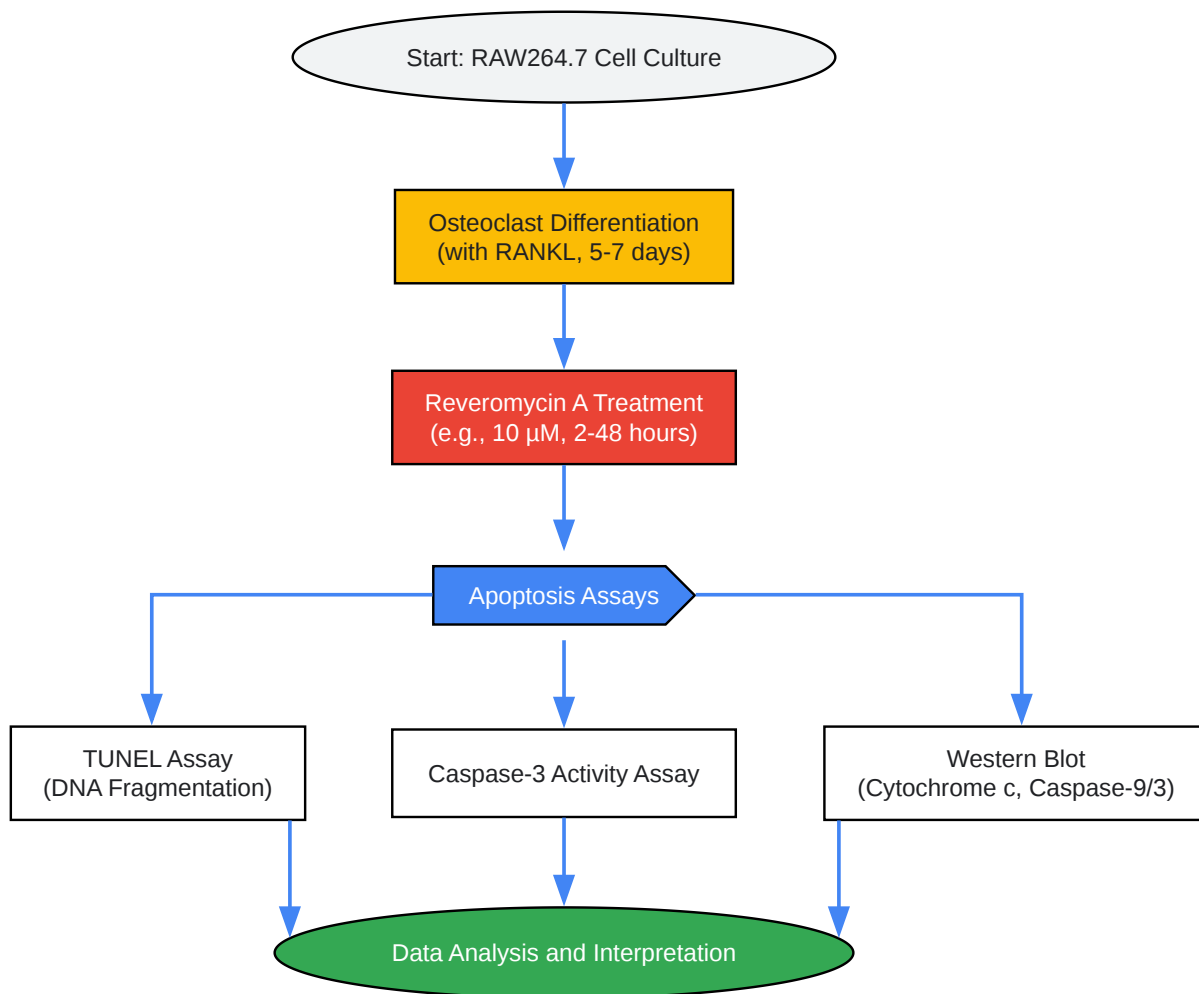 Start: RAW264.7 Cell Culture
Osteoclast Differentiation
(with RANKL, 5-7 days)
Reveromycin A Treatment
(e.g., 10 µM, 2-48 hours)
Apoptosis Assays
TUNEL Assay
(DNA Fragmentation)
Caspase-3 Activity Assay
Western Blot
(Cytochrome c, Caspase-9/3)
Data Analysis and Interpretation